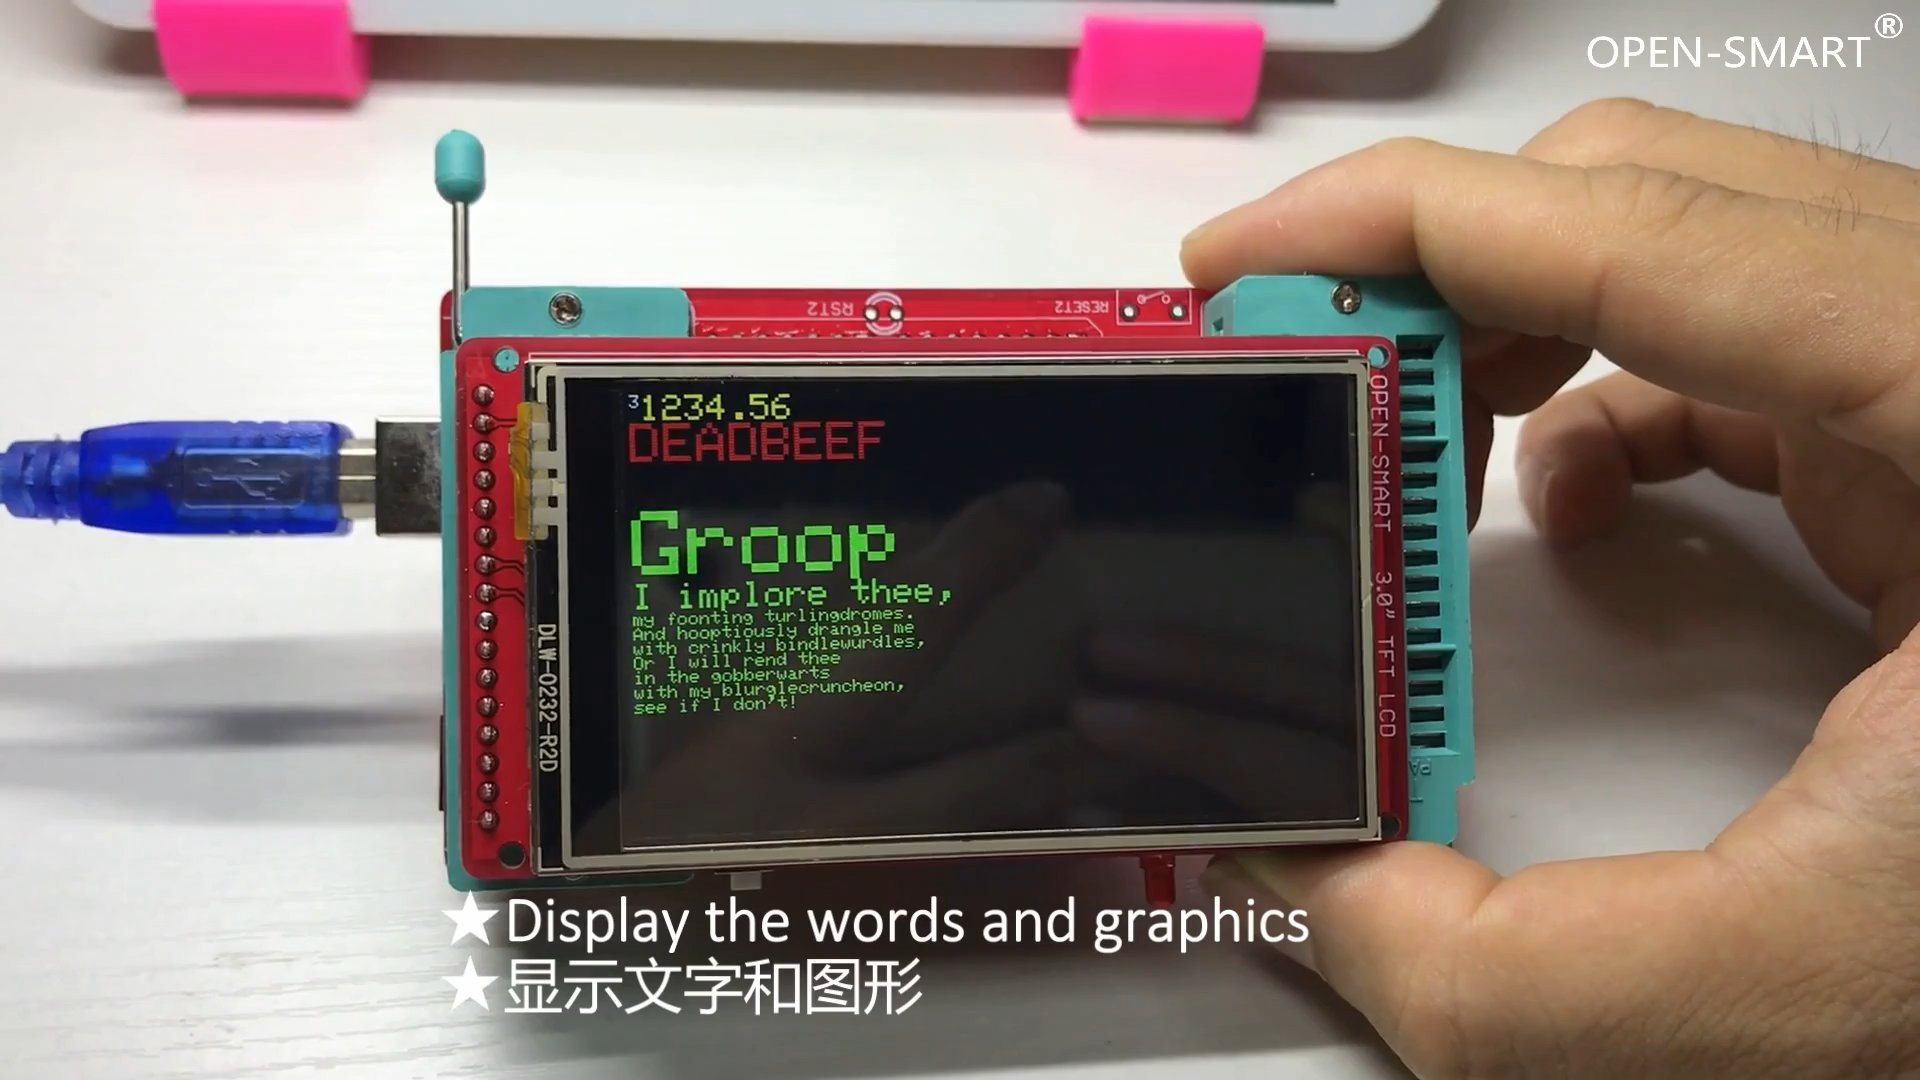 OPEN-SMART®
RST2
RESET2
31234.56
DEADBEEF
Groop
I implore thee,
my foonting turlingdromes.
And hooptiously drangle me
with crinkly bindlewurdles,
Or I will rend thee
in the gobberwarts
with my blurglecruncheon,
see if I don't!
DLW-0232-R2D
OPEN-SMART 3.0" TFT LCD
★Display the words and graphics
★显示文字和图形